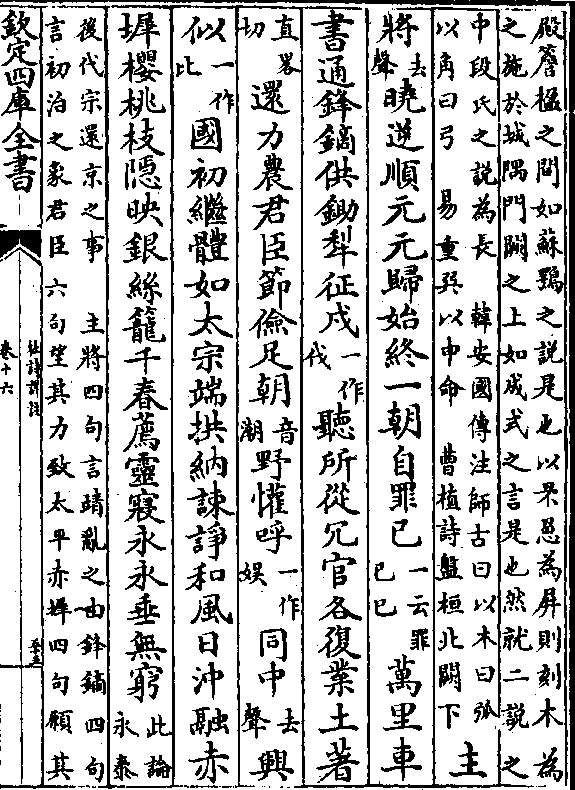 殿簷桷之間如蘇鶚之説是也以罘罳為屏則刻木為
之施於城隅門闕之上如成式之言是也然就二説之
中段氏之説為長　韓安國傳注師古曰以木曰弧
以角曰弓　易重巽以申命　曹植詩盤桓北闕下
主
將去聲曉逆順元元歸始終一朝自罪己一云罪己已萬里車
書通鋒鏑供鋤犁征戍一作伐聽所從冗官各復業土著
直畧切還力農君臣節儉足朝音潮野懽呼一作娱同中去聲興
似一作比國初繼體如太宗端拱納諫諍和風日沖融赤
墀櫻桃枝隱映銀絲籠千春薦靈寢永永垂無窮此論永泰
後代宗還京之事　主將四句言靖亂之由鋒鏑四句
言初治之象君臣六句望其力致太平赤墀四句願其
欽定四庫全書
杜詩詳註
卷十六
至五